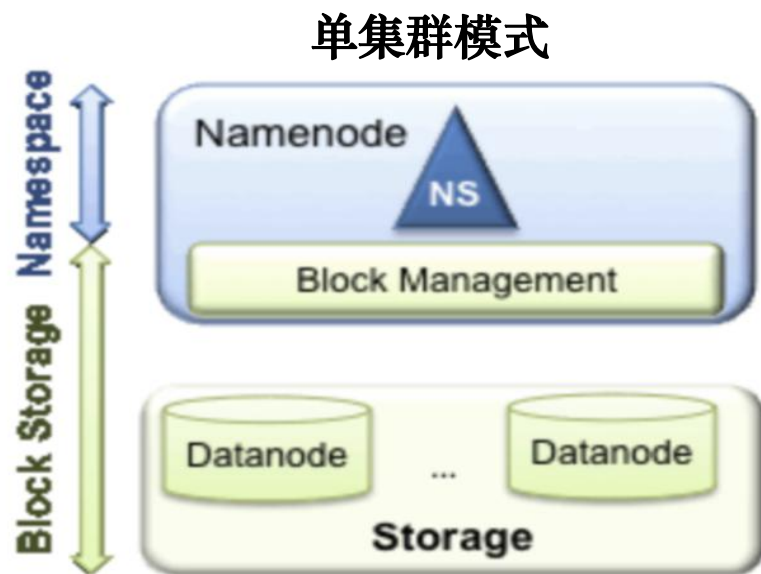 单集群模式
Namespace
Namenode
NS
Block Management
Block Storage
Datanode
...
Datanode
Storage